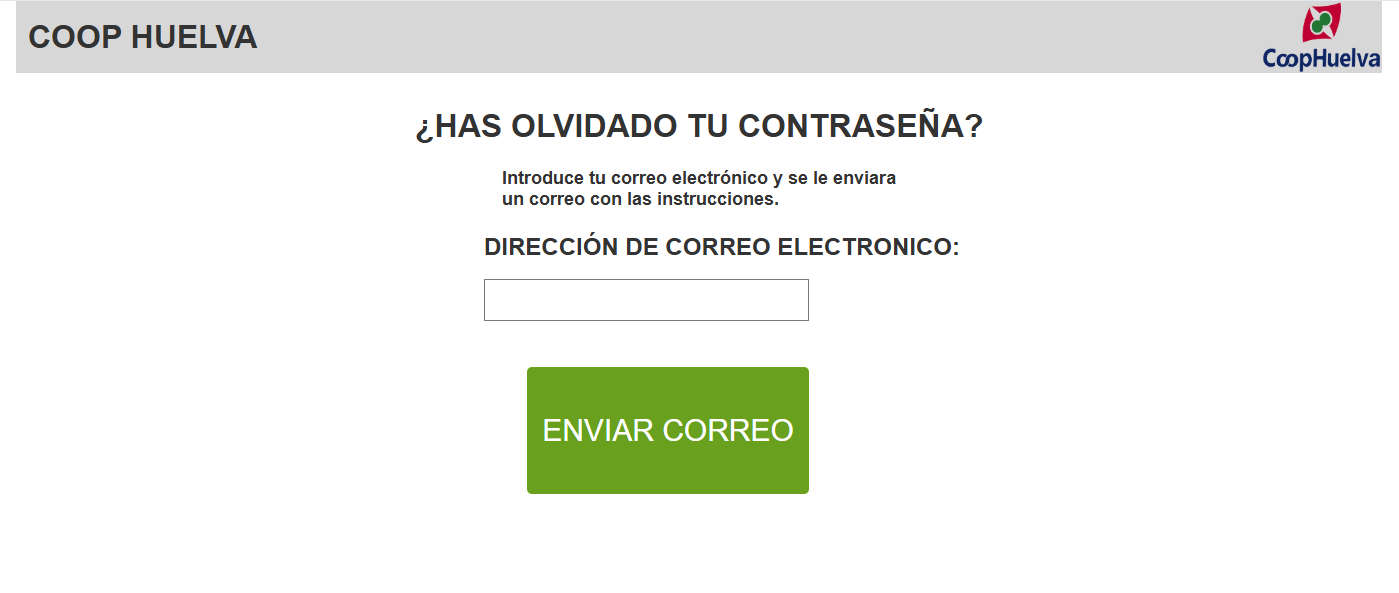 COOP HUELVA
CoopHuelva
¿HAS OLVIDADO TU CONTRASEÑA?
Introduce tu correo electrónico y se le enviara
un correo con las instrucciones.
DIRECCIÓN DE CORREO ELECTRONICO:
ENVIAR CORREO